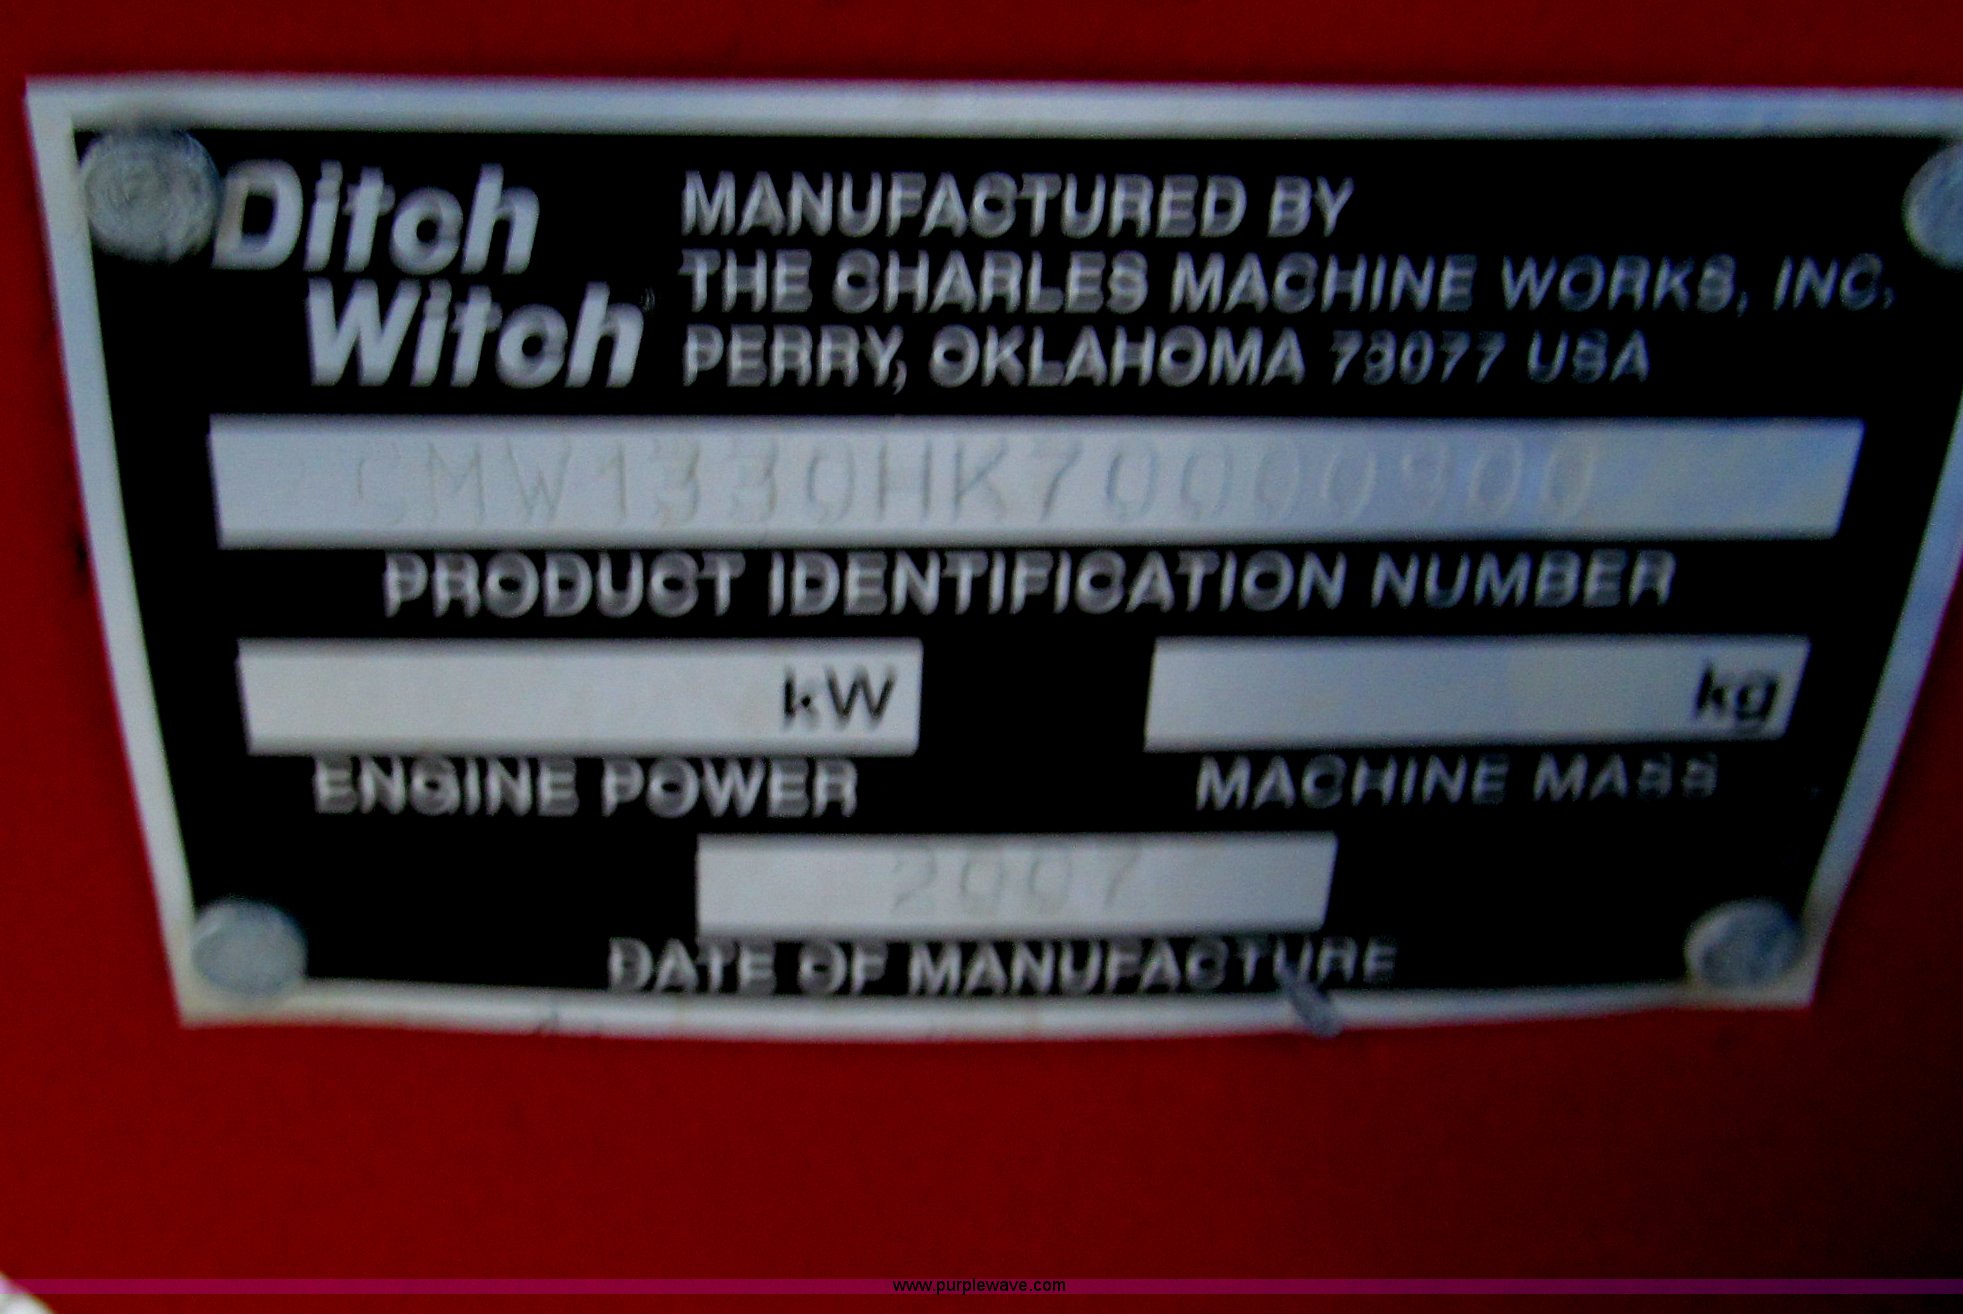 Ditch
Witch
MANUFACTURED BY
THE CHARLES MACHINE WORKS, INC.
PERRY, OKLAHOMA 73077 USA
CMW1330HK70000900
PRODUCT IDENTIFICATION NUMBER
kW
kg
ENGINE POWER
MACHINE MASS
2007
DATE OF MANUFACTURE
www.purplewave.com